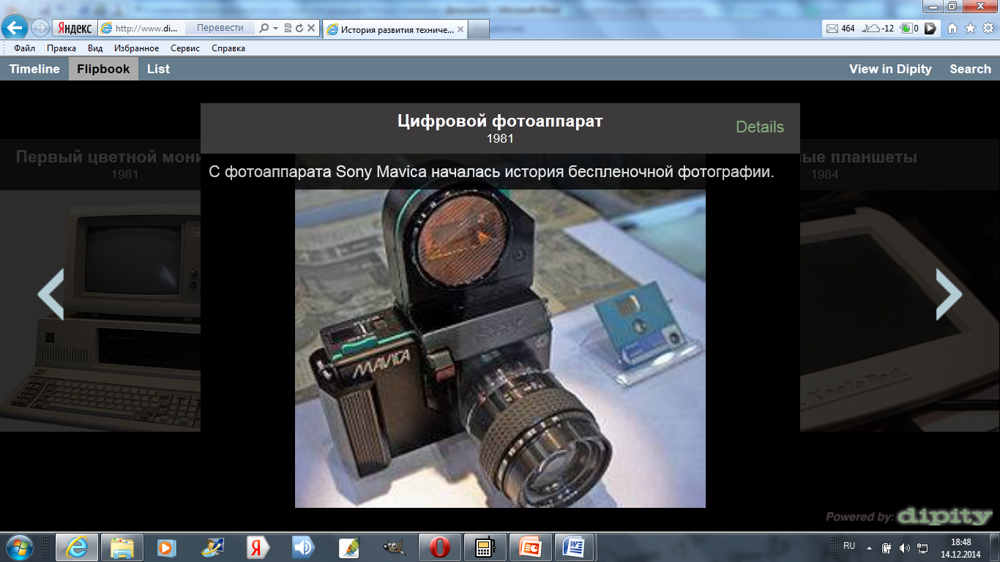 Яндекс
http://www.di...
Перевести
История развития техниче...
464
-12
0
Файл Правка Вид Избранное Сервис Справка
Timeline Flipbook List View in Dipity Search
Цифровой фотоаппарат
1981
Details
С фотоаппарата Sony Mavica началась история беспленочной фотографии.
Первый цветной мони
1981
ые планшеты
1984
SONY
MAVICA
KoalaPad
Powered by: dipity
RU
18:48
14.12.2014